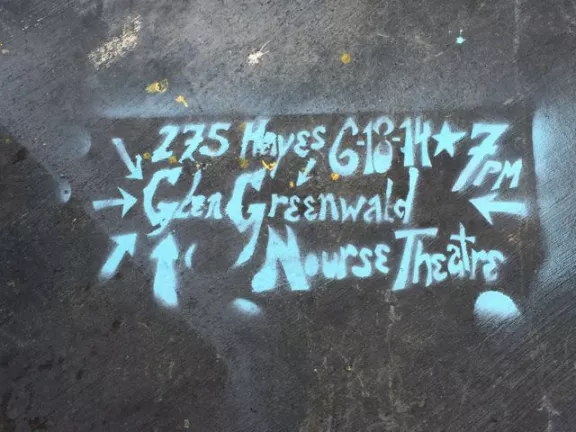 275 Hayes 6-18-14★7PM
Glen Greenwald
Nourse Theatre